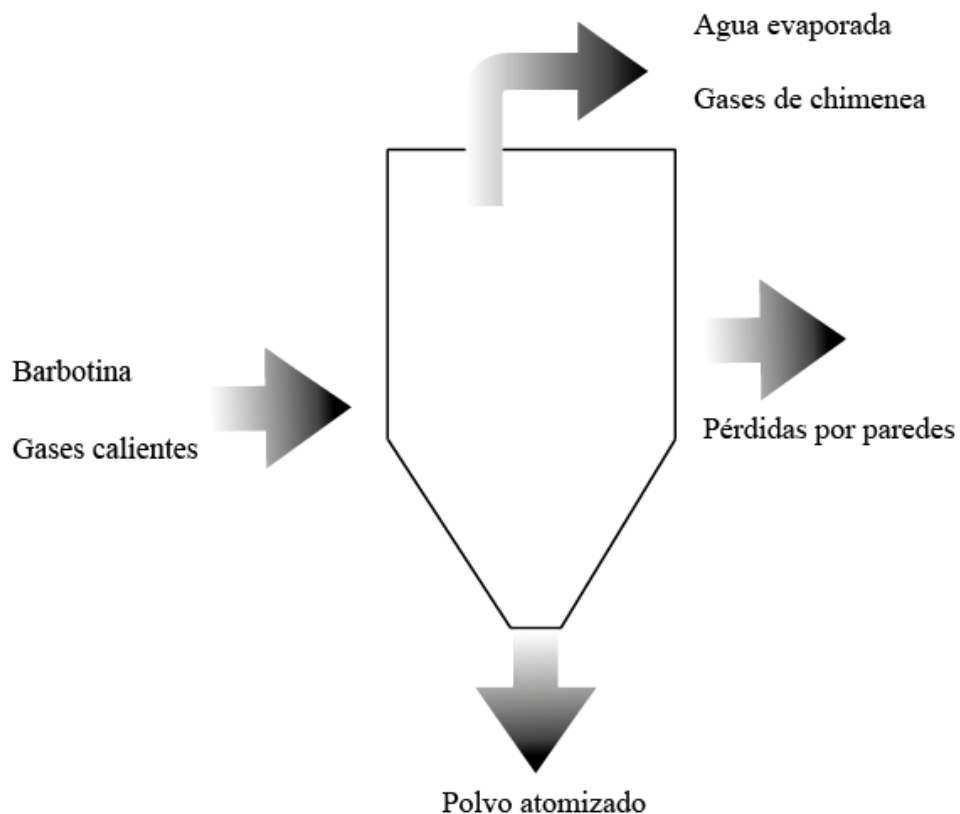 Agua evaporada
Gases de chimenea
Barbotina
Gases calientes
Pérdidas por paredes
Polvo atomizado